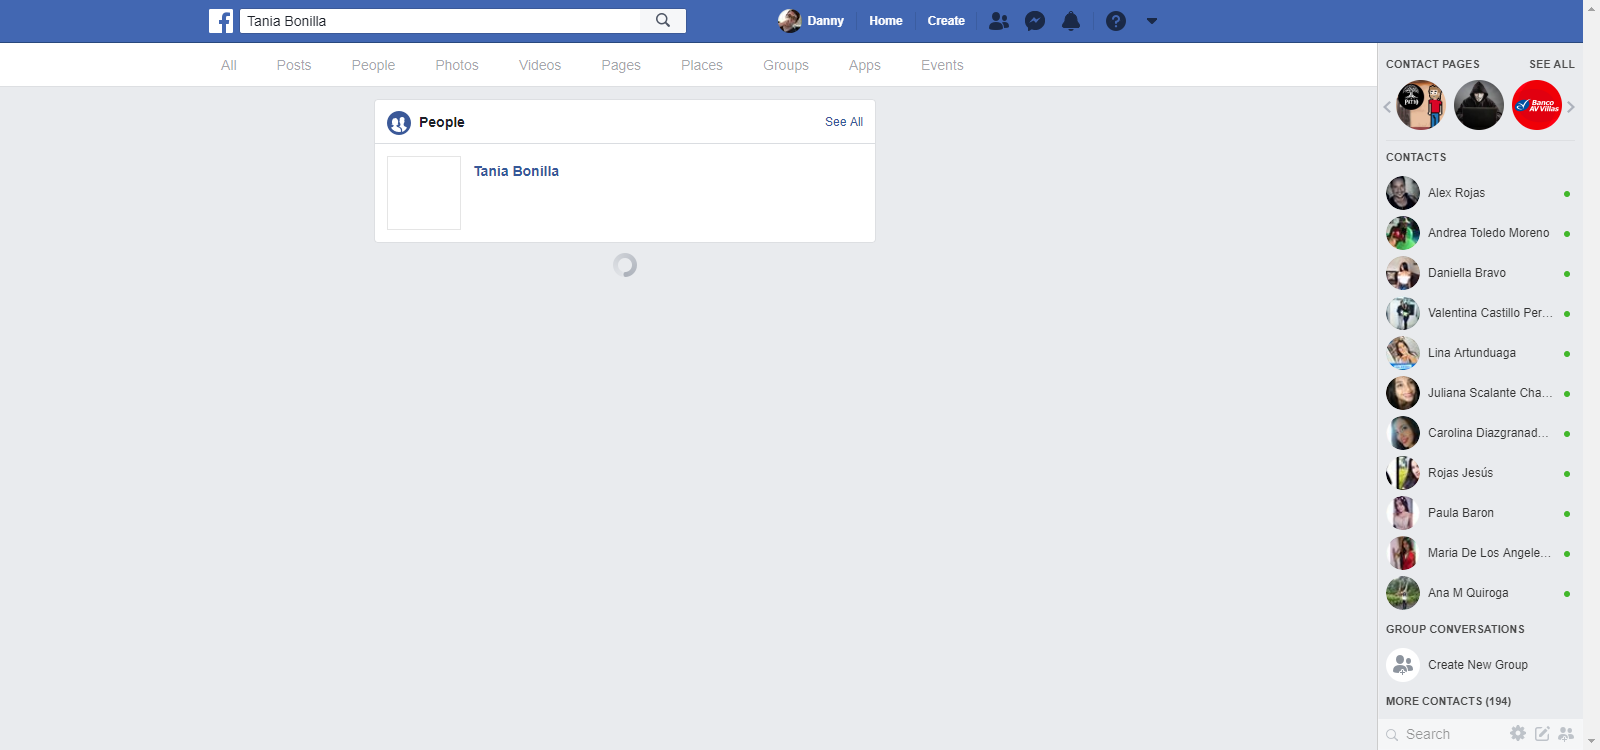 Tania Bonilla
Danny
Home
Create
All
Posts
People
Photos
Videos
Pages
Places
Groups
Apps
Events
People
See All
Tania Bonilla
CONTACT PAGES
SEE ALL
Banco
AV Villas
CONTACTS
Alex Rojas
Andrea Toledo Moreno
Daniella Bravo
Valentina Castillo Per...
Lina Artunduaga
Juliana Scalante Cha...
Carolina Diazgranad...
Rojas Jesús
Paula Baron
Maria De Los Angele...
Ana M Quiroga
GROUP CONVERSATIONS
Create New Group
MORE CONTACTS (194)
Search